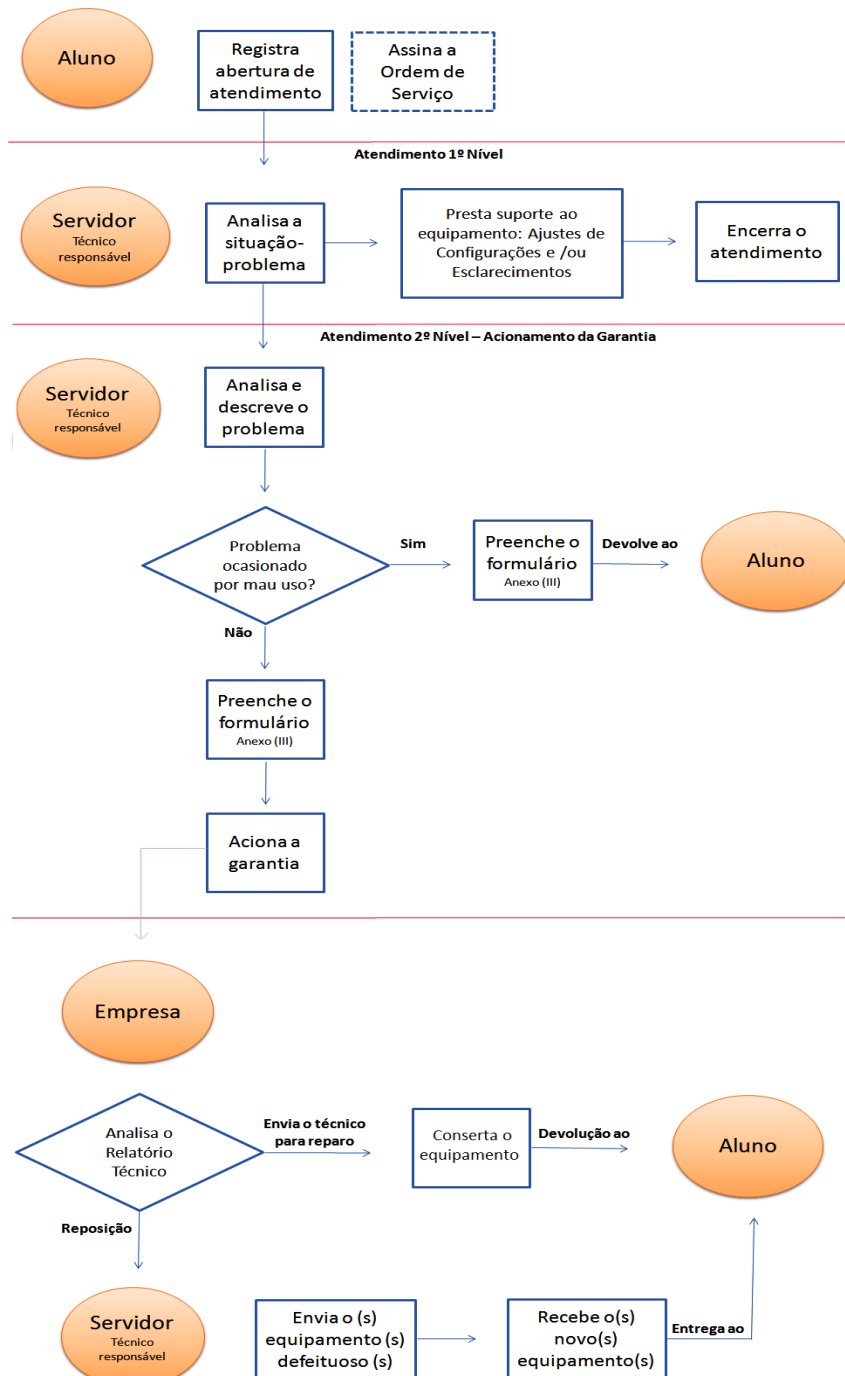 Aluno
Registra
abertura de
atendimento
Assina a
Ordem de
Serviço
Atendimento 1º Nível
Servidor
Técnico
responsável
Analisa a
situação-
problema
Presta suporte ao
equipamento: Ajustes de
Configurações e /ou
Esclarecimentos
Encerra o
atendimento
Atendimento 2º Nível – Acionamento da Garantia
Servidor
Técnico
responsável
Analisa e
descreve o
problema
Problema
ocasionado
por mau uso?
Sim
Preenche o
formulário
Anexo (III)
Devolve ao
Aluno
Não
Preenche o
formulário
Anexo (III)
Aciona a
garantia
Empresa
Analisa o
Relatório
Técnico
Envia o técnico
para reparo
Conserta o
equipamento
Devolução ao
Aluno
Reposição
Servidor
Técnico
responsável
Envia o (s)
equipamento (s)
defeituoso (s)
Recebe o(s)
novo(s)
equipamento(s)
Entrega ao